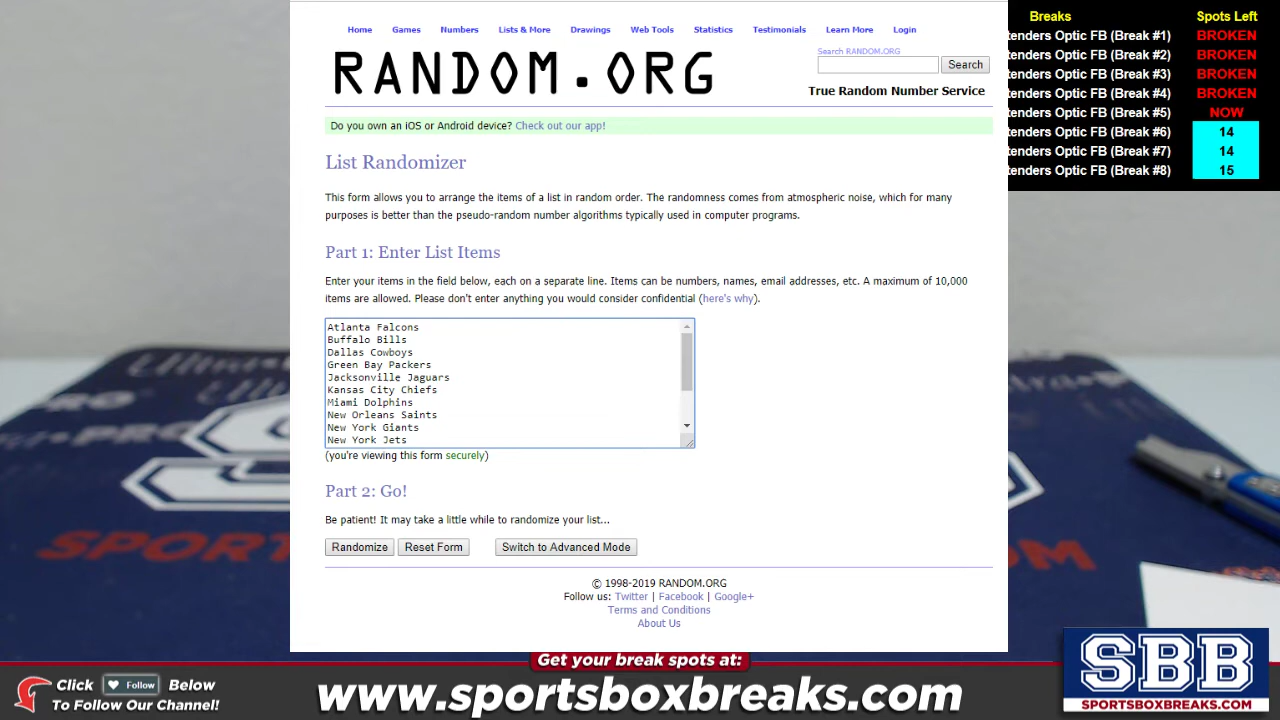 Home Games Numbers Lists & More Drawings Web Tools Statistics Testimonials Learn More Login
RANDOM.ORG
Search RANDOM.ORG
Search
True Random Number Service
Do you own an iOS or Android device? Check out our app!
List Randomizer
This form allows you to arrange the items of a list in random order. The randomness comes from atmospheric noise, which for many
purposes is better than the pseudo-random number algorithms typically used in computer programs.
Part 1: Enter List Items
Enter your items in the field below, each on a separate line. Items can be numbers, names, email addresses, etc. A maximum of 10,000
items are allowed. Please don't enter anything you would consider confidential (here's why).
Atlanta Falcons
Buffalo Bills
Dallas Cowboys
Green Bay Packers
Jacksonville Jaguars
Kansas City Chiefs
Miami Dolphins
New Orleans Saints
New York Giants
New York Jets
(you're viewing this form securely)
Part 2: Go!
Be patient! It may take a little while to randomize your list...
Randomize Reset Form Switch to Advanced Mode
© 1998-2019 RANDOM.ORG
Follow us: Twitter | Facebook | Google+
Terms and Conditions
About Us
Breaks Spots Left
tenders Optic FB (Break #1) BROKEN
tenders Optic FB (Break #2) BROKEN
tenders Optic FB (Break #3) BROKEN
tenders Optic FB (Break #4) BROKEN
tenders Optic FB (Break #5) NOW
tenders Optic FB (Break #6) 14
tenders Optic FB (Break #7) 14
tenders Optic FB (Break #8) 15
Click Follow Below
To Follow Our Channel!
Get your break spots at:
www.sportsboxbreaks.com
SBB
SPORTSBOXBREAKS.COM